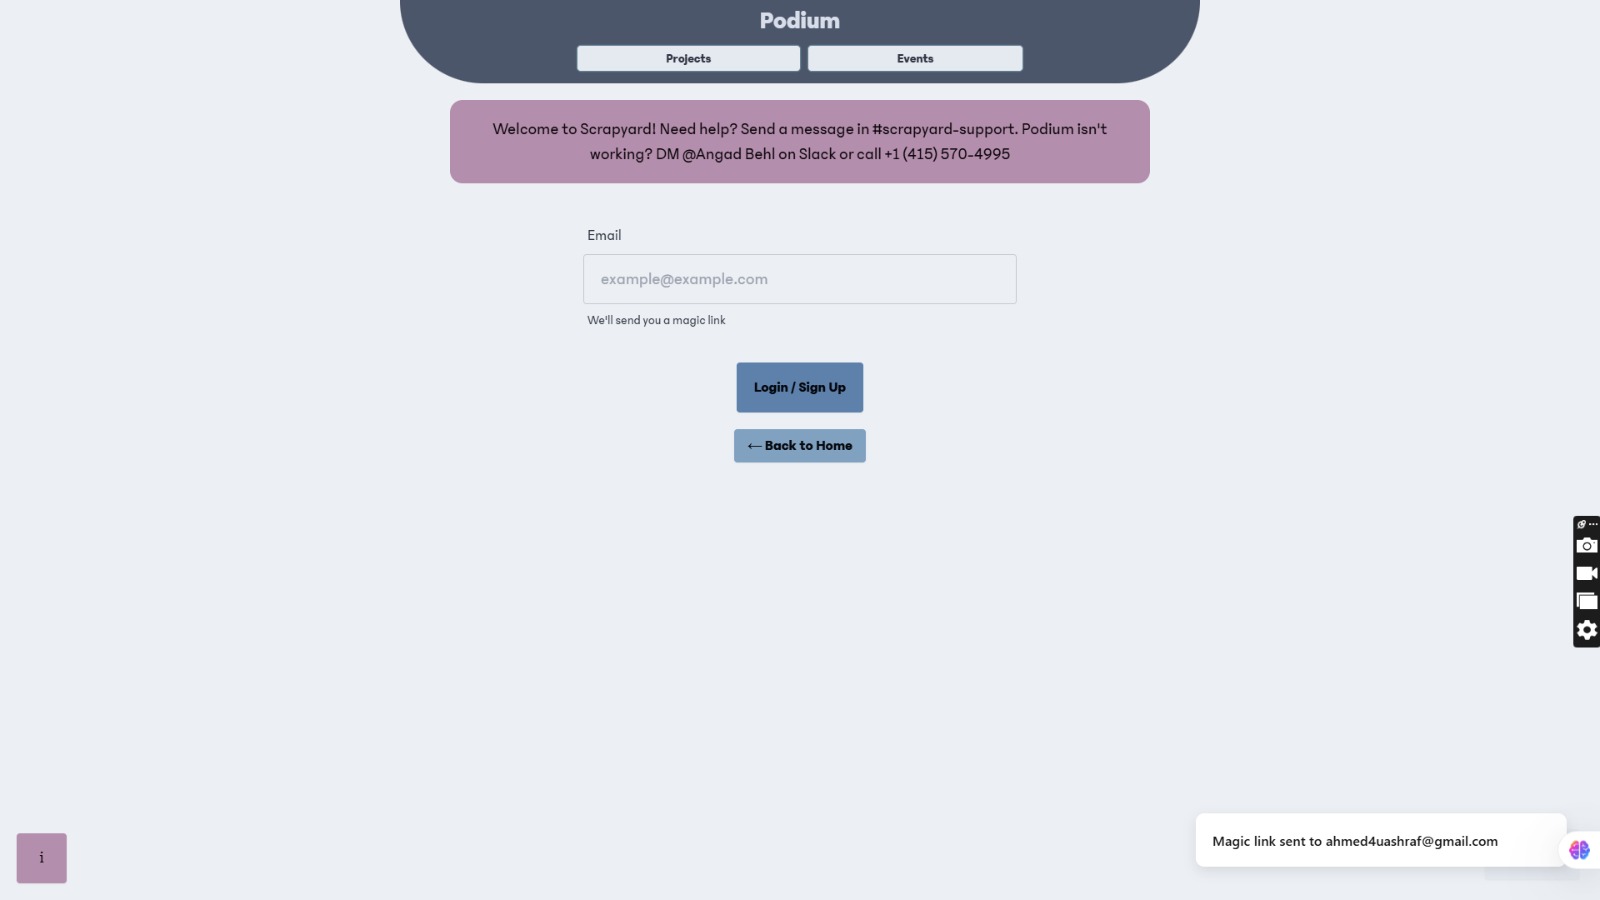 Podium
Projects
Events
Welcome to Scrapyard! Need help? Send a message in #scrapyard-support. Podium isn't
working? DM @Angad Behl on Slack or call +1 (415) 570-4995
Email
example@example.com
We'll send you a magic link
Login / Sign Up
← Back to Home
i
Magic link sent to ahmed4uashraf@gmail.com